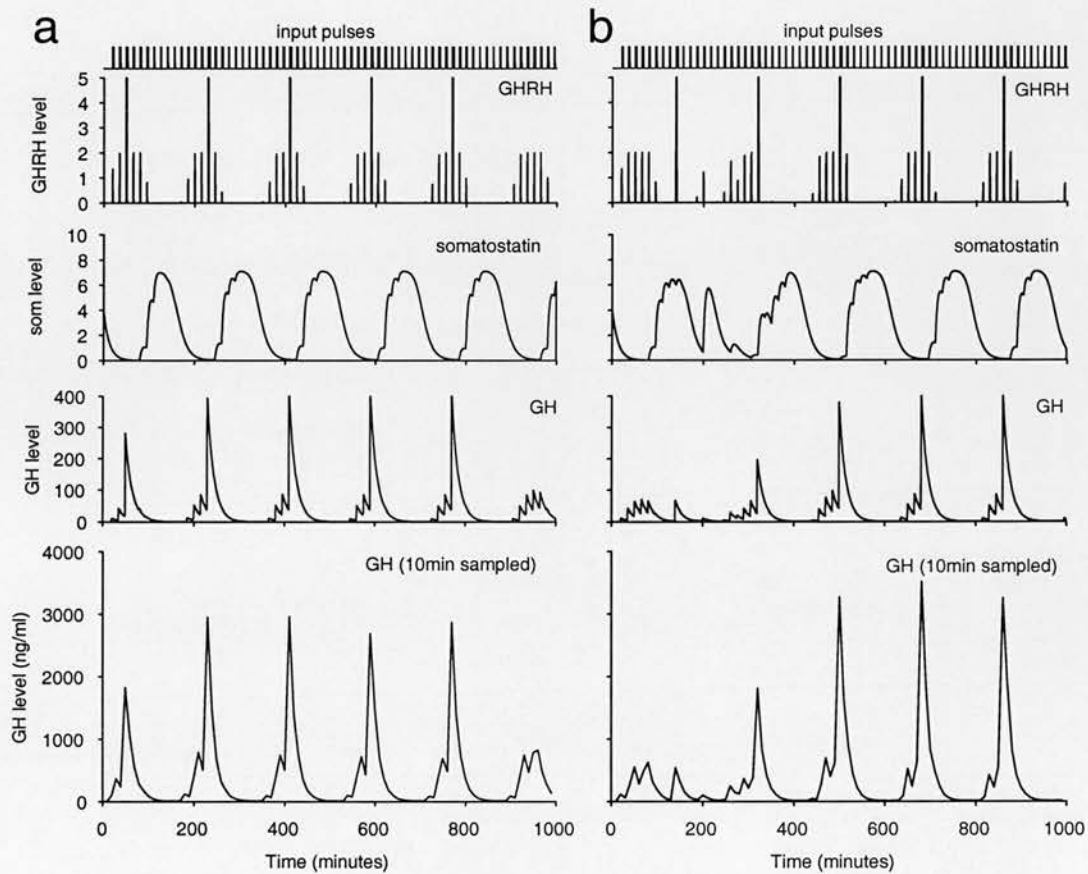 a
input pulses
GHRH
GHRH level
5
4
3
2
1
0
somatostatin
som level
10
8
6
4
2
0
GH
GH level
400
300
200
100
0
GH (10min sampled)
GH level (ng/ml)
4000
3000
2000
1000
0
0 200 400 600 800 1000
Time (minutes)
b
input pulses
GHRH
somatostatin
GH
GH (10min sampled)
0 200 400 600 800 1000
Time (minutes)